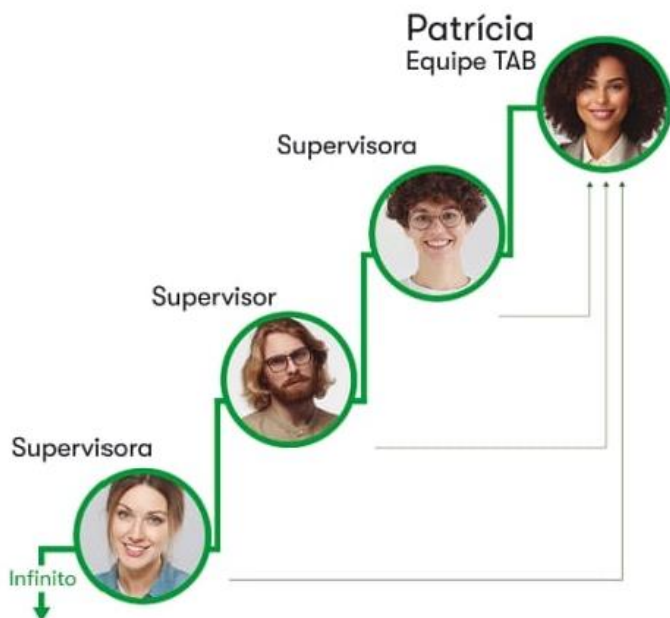 Patrícia
Equipe TAB
Supervisora
Supervisor
Supervisora
Infinito